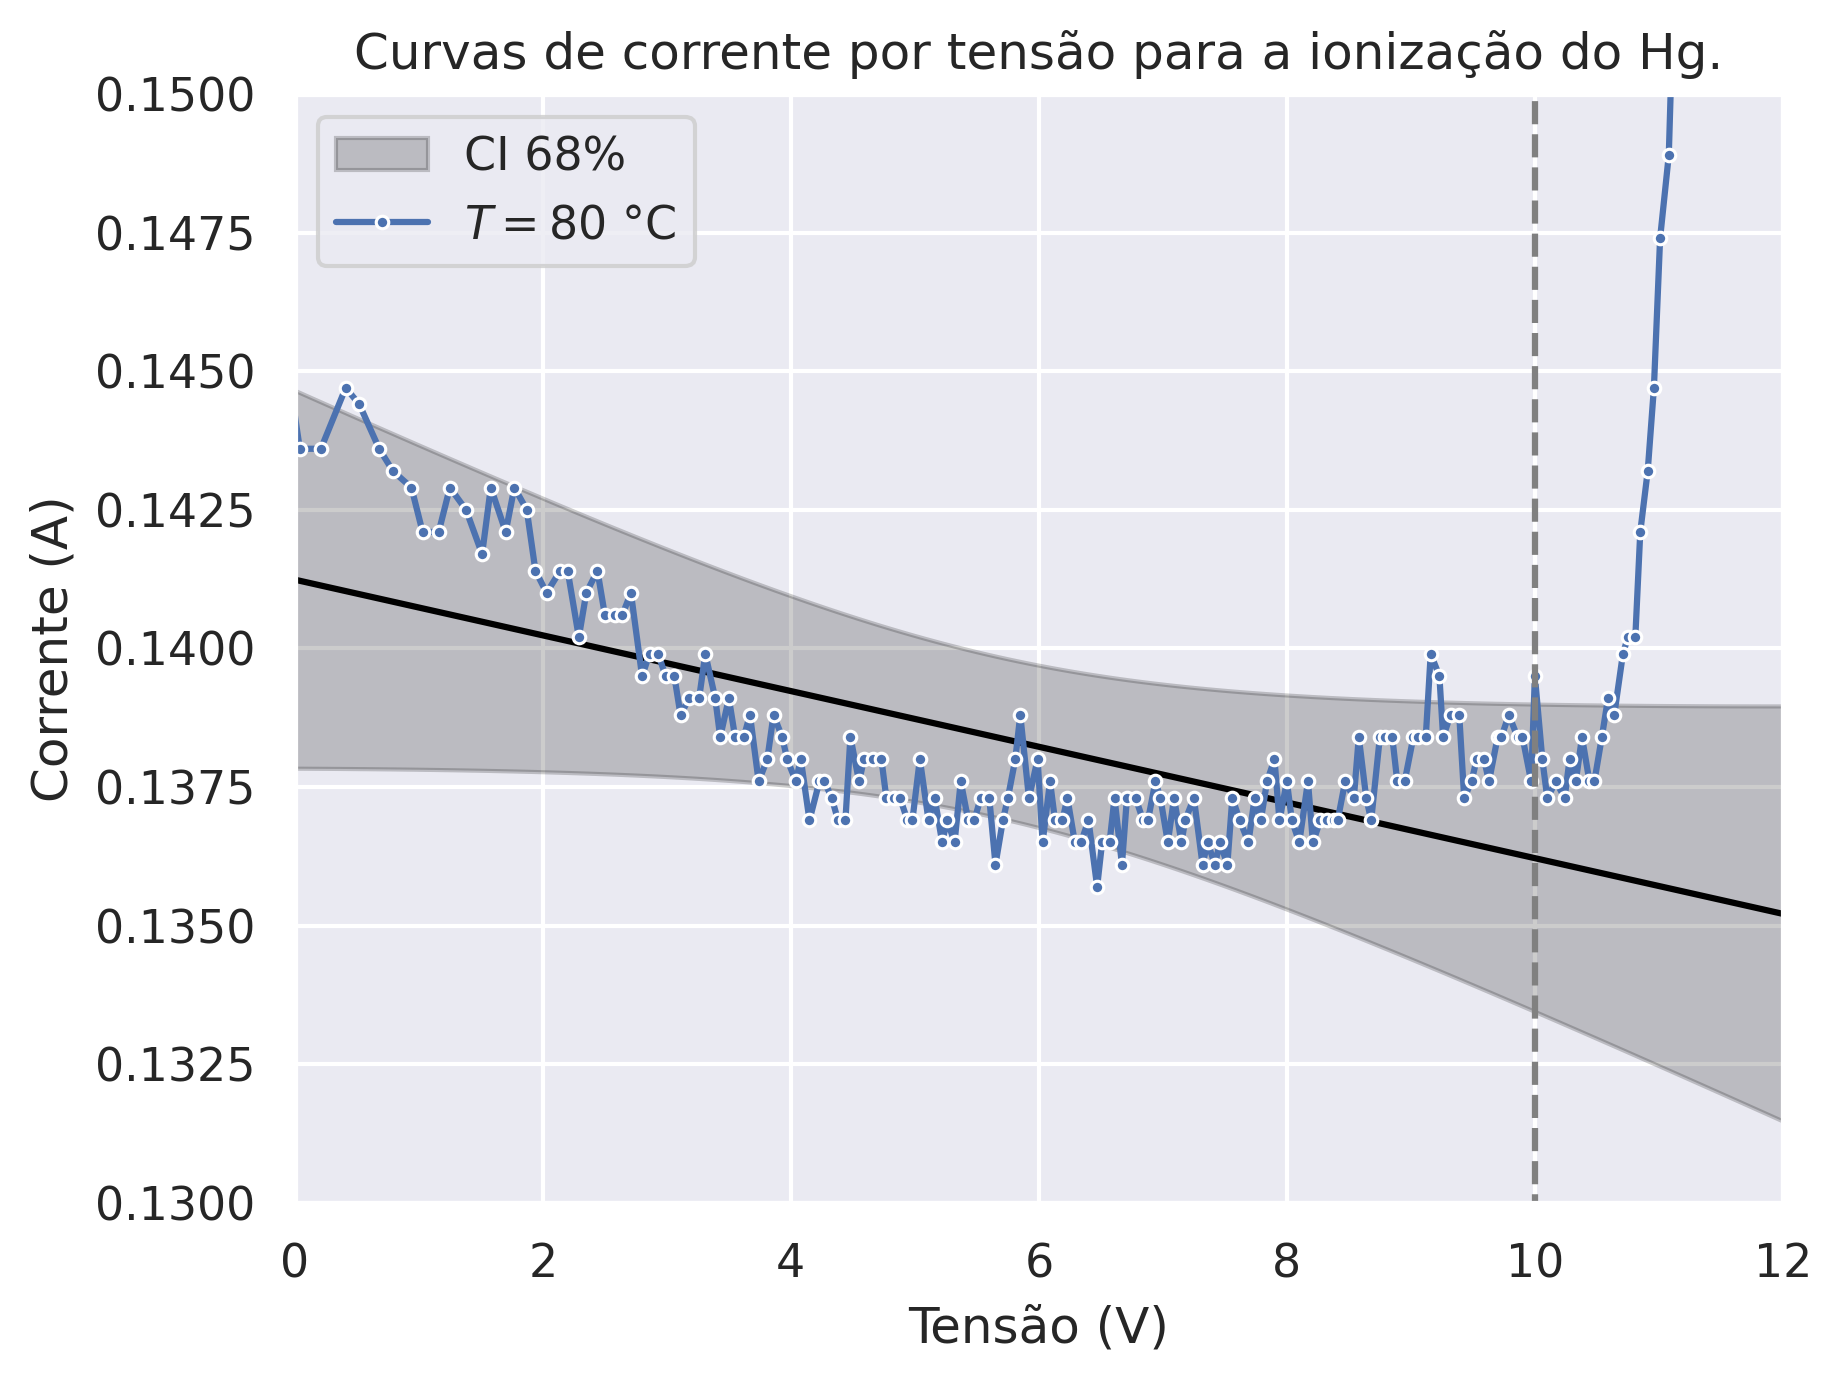 Curvas de corrente por tensão para a ionização do Hg.
CI 68%
T = 80 °C
Corrente (A)
0.1500
0.1475
0.1450
0.1425
0.1400
0.1375
0.1350
0.1325
0.1300
0 2 4 6 8 10 12
Tensão (V)